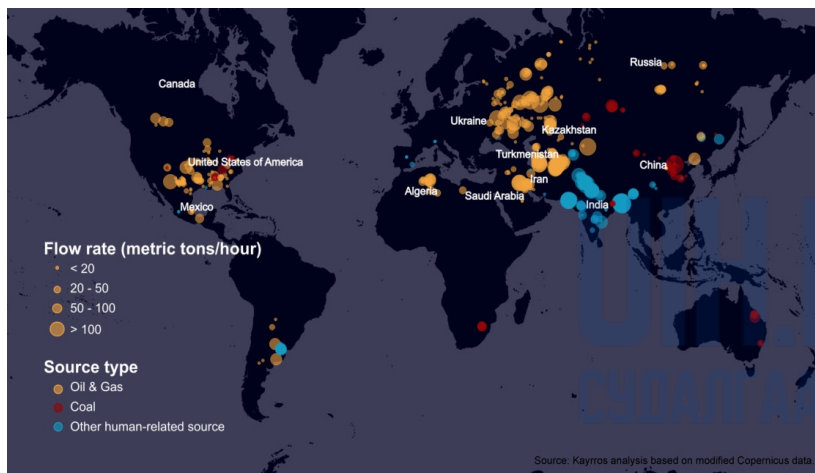 Canada
Russia
Ukraine
Kazakhstan
United States of America
Turkmenistan
China
Iran
Algeria
Saudi Arabia
Mexico
India
Flow rate (metric tons/hour)
< 20
20 - 50
50 - 100
> 100
Source type
Oil & Gas
Coal
Other human-related source
Source: Kayrros analysis based on modified Copernicus data